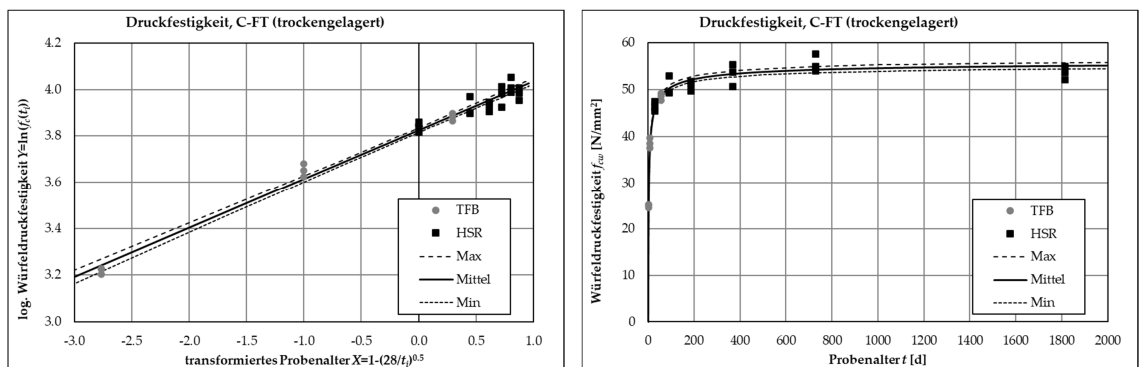 Druckfestigkeit, C-FT (trockengelagert)
log. Würfeldruckfestigkeit Y=ln(fc(ti))
4.2
4.0
3.8
3.6
3.4
3.2
3.0
TFB
HSR
Max
Mittel
Min
-3.0 -2.5 -2.0 -1.5 -1.0 -0.5 0.0 0.5 1.0
transformiertes Probenalter X=1-(28/ti)^0.5
Druckfestigkeit, C-FT (trockengelagert)
Würfeldruckfestigkeit fcw [N/mm²]
60
50
40
30
20
10
0
TFB
HSR
Max
Mittel
Min
0 200 400 600 800 1000 1200 1400 1600 1800 2000
Probenalter t [d]